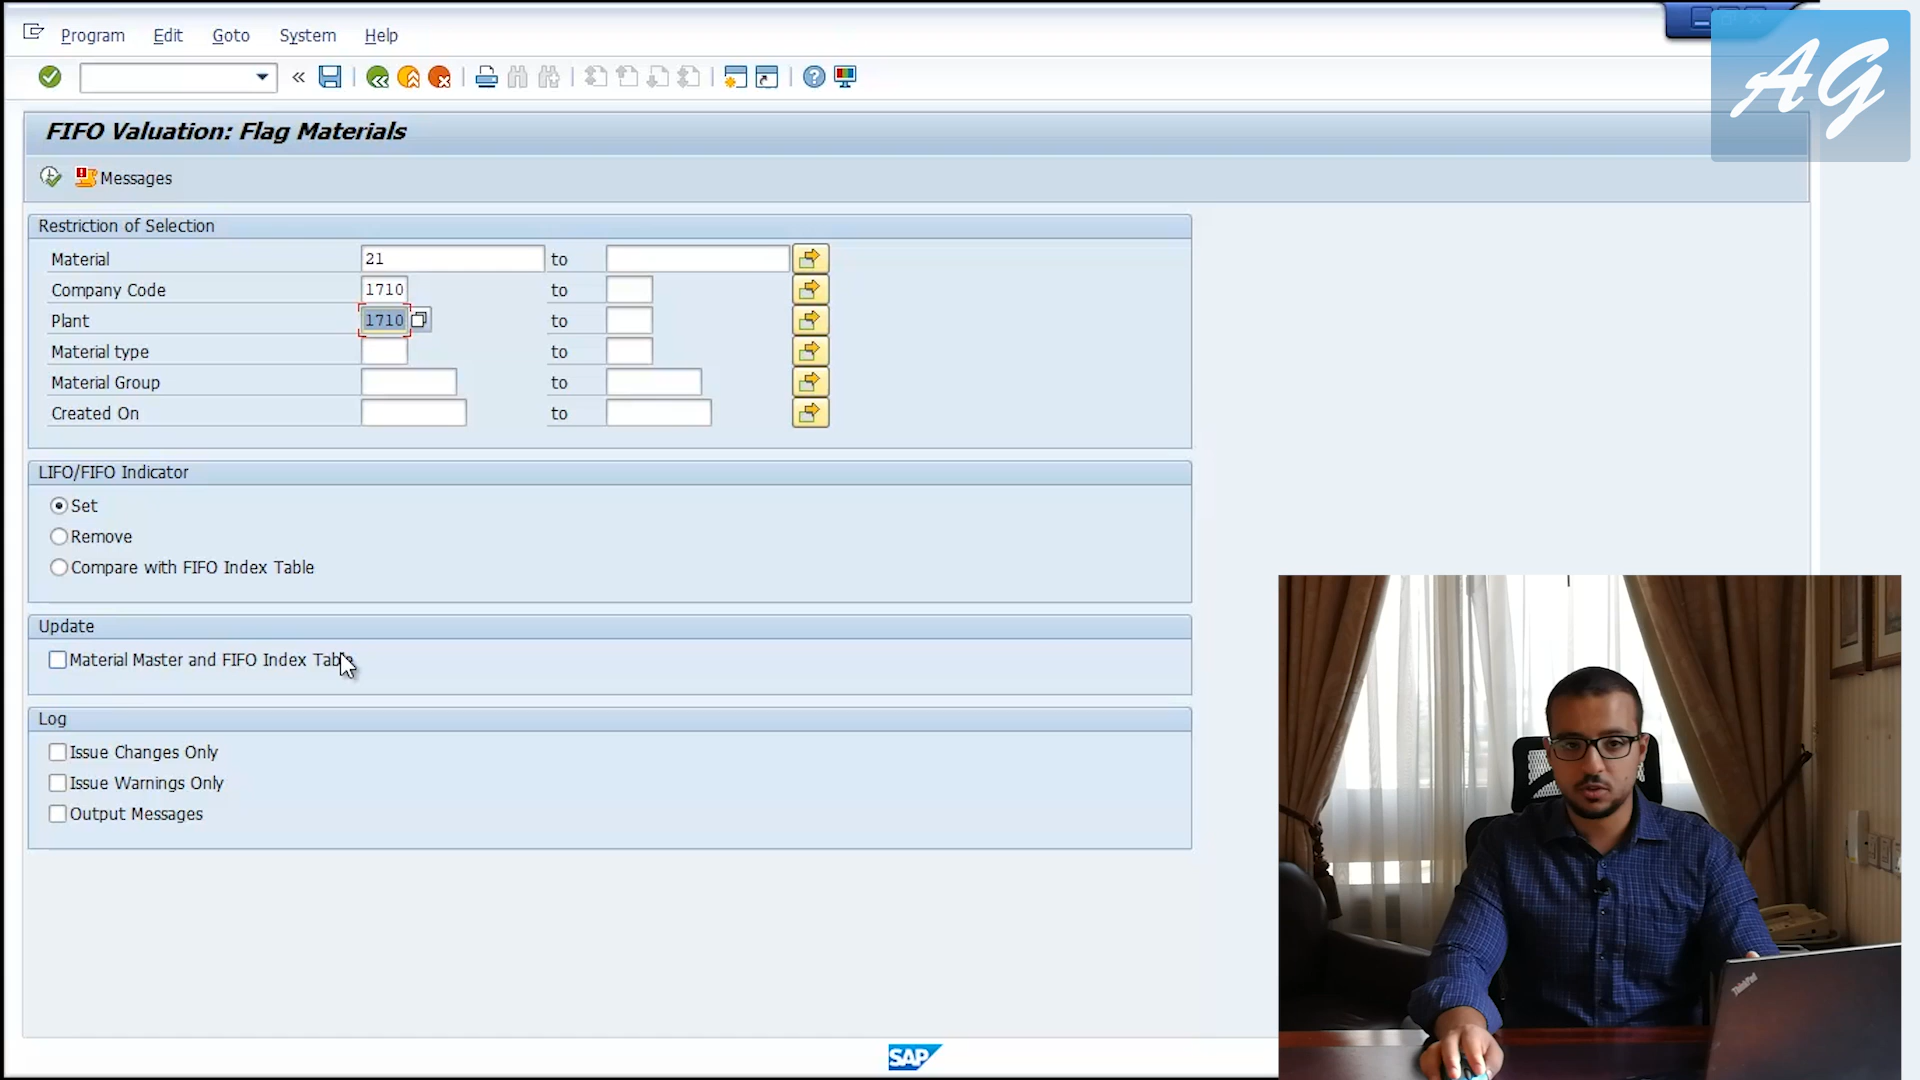 Program Edit Goto System Help
AG
FIFO Valuation: Flag Materials
Messages
Restriction of Selection
Material 21 to
Company Code 1710 to
Plant 1710 to
Material type to
Material Group to
Created On to
LIFO/FIFO Indicator
Set
Remove
Compare with FIFO Index Table
Update
Material Master and FIFO Index Table
Log
Issue Changes Only
Issue Warnings Only
Output Messages
ThinkPad
SAP